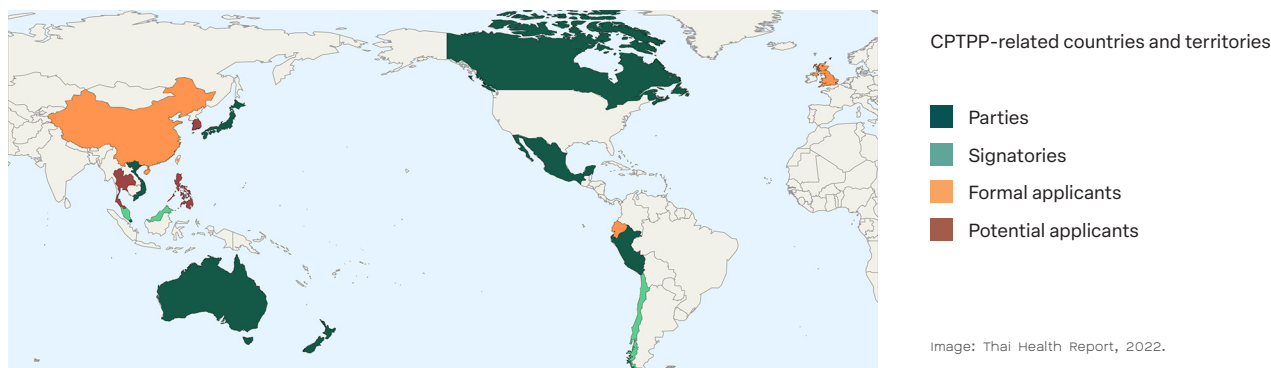 CPTPP-related countries and territories
Parties
Signatories
Formal applicants
Potential applicants
Image: Thai Health Report, 2022.